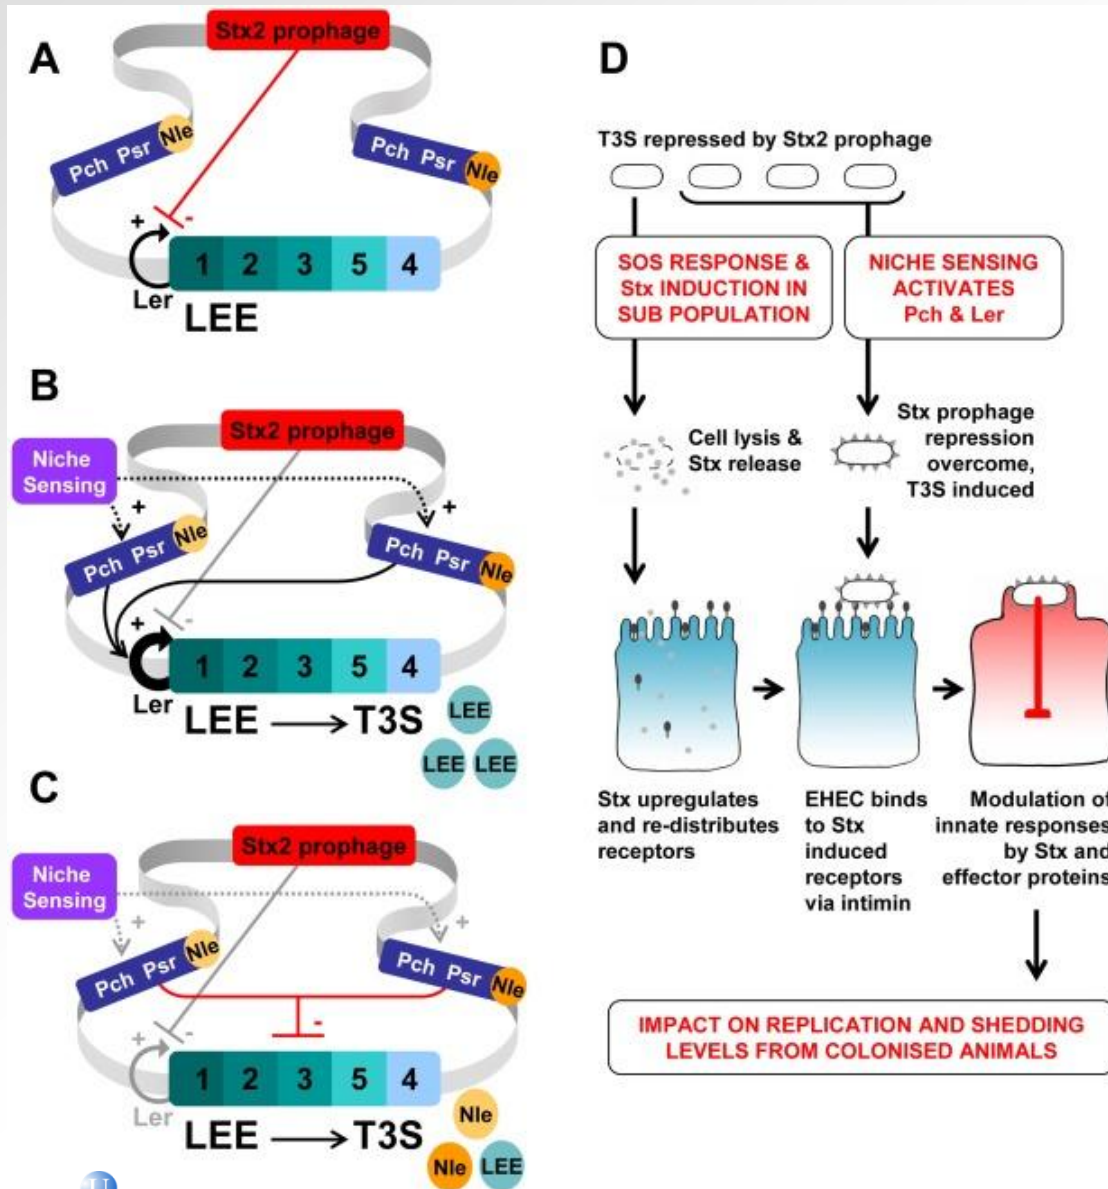 A
Stx2 prophage
Pch Psr Nle
Pch Psr Nle
+
-
1 2 3 5 4
Ler
LEE
B
Stx2 prophage
Niche
Sensing
+
+
Pch Psr Nle
Pch Psr Nle
+
-
1 2 3 5 4
Ler
LEE T3S
LEE
LEE LEE
C
Stx2 prophage
Niche
Sensing
+
+
Pch Psr Nle
Pch Psr Nle
+
-
-
1 2 3 5 4
Ler
LEE T3S
Nle
Nle LEE
U
D
T3S repressed by Stx2 prophage
SOS RESPONSE &
Stx INDUCTION IN
SUB POPULATION
NICHE SENSING
ACTIVATES
Pch & Ler
Cell lysis &
Stx release
Stx prophage
repression
overcome,
T3S induced
Stx upregulates
and re-distributes
receptors
EHEC binds
to Stx
induced
receptors
via intimin
Modulation of
innate responses
by Stx and
effector proteins
IMPACT ON REPLICATION AND SHEDDING
LEVELS FROM COLONISED ANIMALS